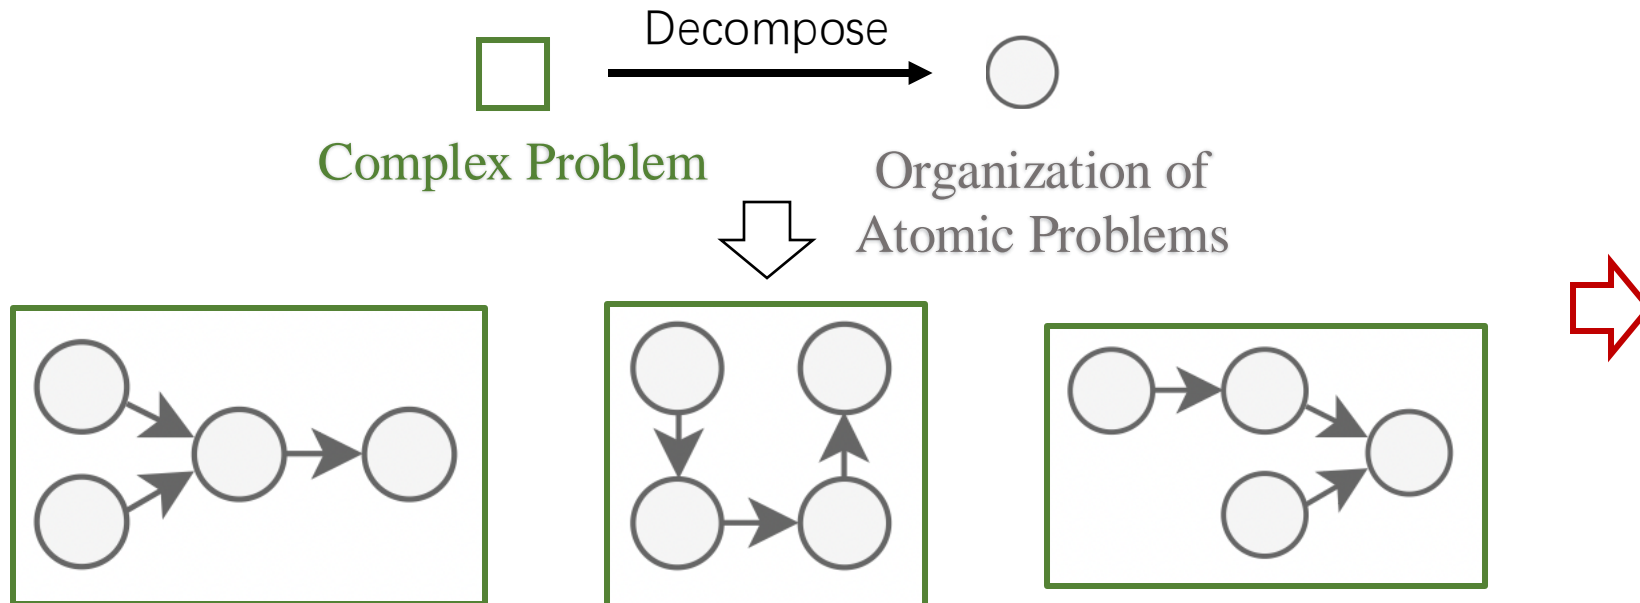 Decompose
Complex Problem
Organization of
Atomic Problems